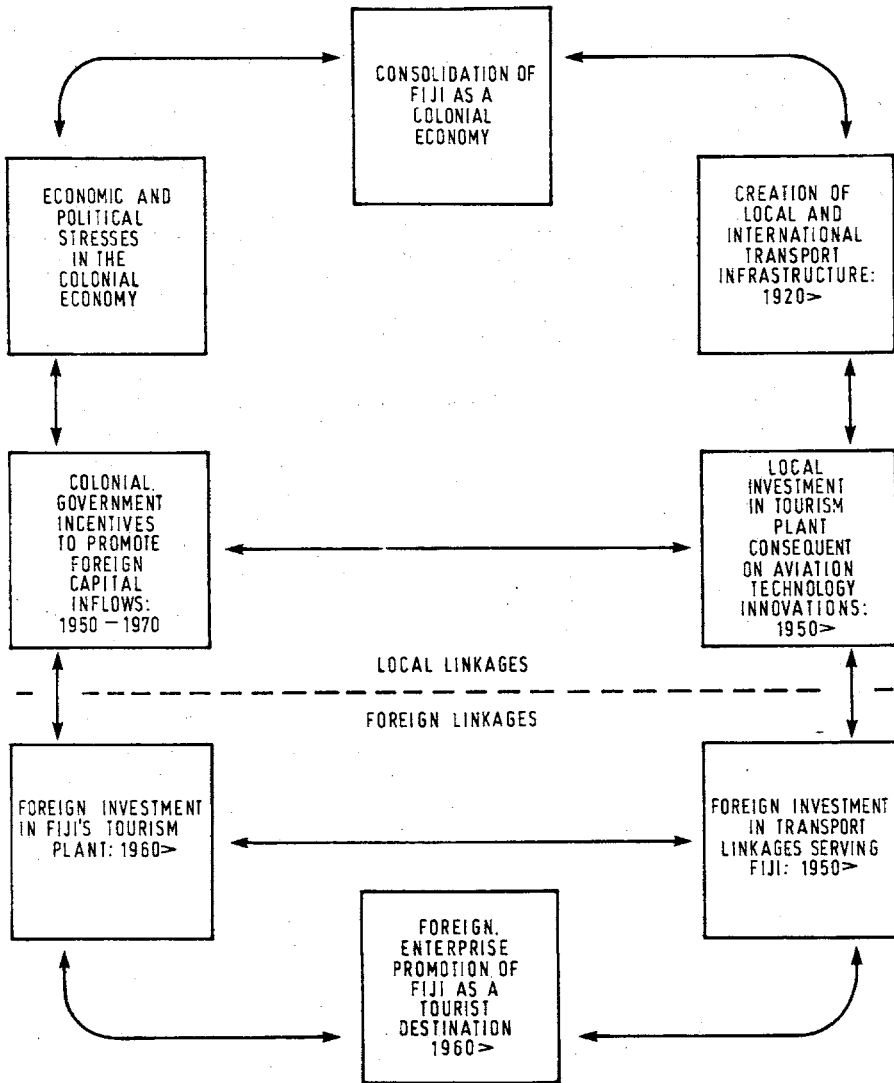 CONSOLIDATION OF
FIJI AS A
COLONIAL
ECONOMY
ECONOMIC AND
POLITICAL
STRESSES
IN THE
COLONIAL
ECONOMY
CREATION OF
LOCAL AND
INTERNATIONAL
TRANSPORT
INFRASTRUCTURE:
1920>
COLONIAL.
GOVERNMENT
INCENTIVES
TO PROMOTE
FOREIGN
CAPITAL
INFLOWS:
1950 – 1970
LOCAL
INVESTMENT
IN TOURISM
PLANT
CONSEQUENT
ON AVIATION
TECHNOLOGY
INNOVATIONS:
1950>
LOCAL LINKAGES
FOREIGN LINKAGES
FOREIGN INVESTMENT
IN FIJI'S TOURISM
PLANT: 1960>
FOREIGN INVESTMENT
IN TRANSPORT
LINKAGES SERVING
FIJI: 1950>
FOREIGN.
ENTERPRISE
PROMOTION OF
FIJI AS A
TOURIST
DESTINATION
1960>